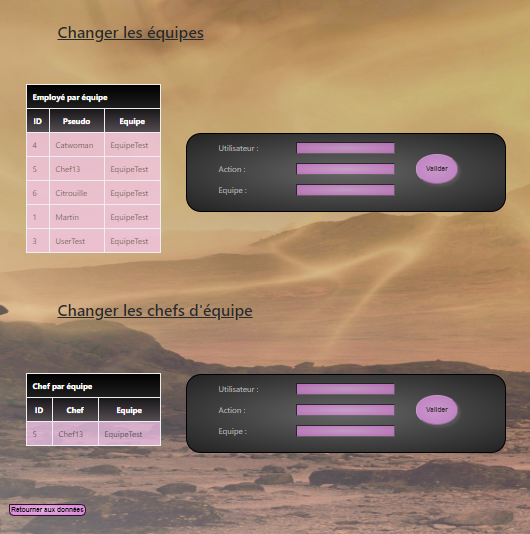 Changer les équipes
Employé par équipe
ID Pseudo Equipe
4 Catwoman EquipeTest
5 Chef13 EquipeTest
6 Citrouille EquipeTest
1 Martin EquipeTest
3 UserTest EquipeTest
Utilisateur :
Action :
Equipe :
Valider
Changer les chefs d'équipe
Chef par équipe
ID Chef Equipe
5 Chef13 EquipeTest
Utilisateur :
Action :
Equipe :
Valider
Retourner aux données